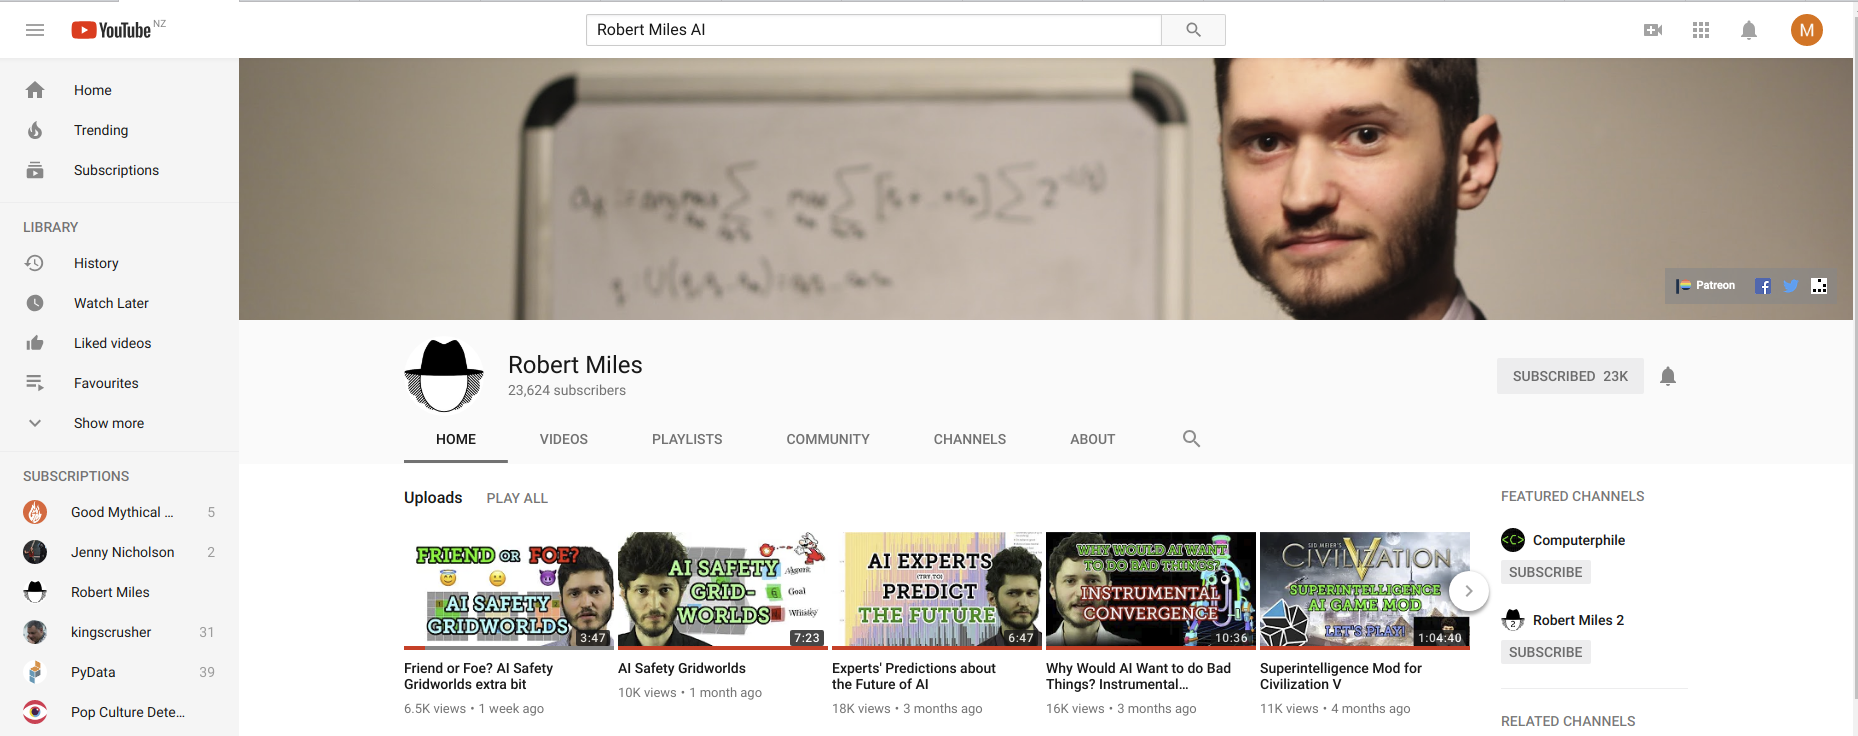 YouTube NZ
Robert Miles AI
M
Home
Trending
Subscriptions
LIBRARY
History
Watch Later
Liked videos
Favourites
Show more
SUBSCRIPTIONS
Good Mythical ... 5
Jenny Nicholson 2
Robert Miles
kingscrusher 31
PyData 39
Pop Culture Dete...
Patreon
Robert Miles
23,624 subscribers
SUBSCRIBED 23K
HOME VIDEOS PLAYLISTS COMMUNITY CHANNELS ABOUT
Uploads PLAY ALL
FRIEND OR FOE?
AI SAFETY
GRIDWORLDS
3:47
Friend or Foe? AI Safety
Gridworlds extra bit
6.5K views • 1 week ago
AI SAFETY
GRID-
WORLDS
Agent
Goal
Whisky
7:23
AI Safety Gridworlds
10K views • 1 month ago
AI EXPERTS
(TRY TO)
PREDICT
THE FUTURE
6:47
Experts' Predictions about
the Future of AI
18K views • 3 months ago
WHY WOULD AI WANT
TO DO BAD THINGS?
INSTRUMENTAL
CONVERGENCE
10:36
Why Would AI Want to do Bad
Things? Instrumental...
16K views • 3 months ago
SID MEIER'S
CIVILIZATION V
SUPERINTELLIGENCE
AI GAME MOD
LET'S PLAY!
1:04:40
Superintelligence Mod for
Civilization V
11K views • 4 months ago
FEATURED CHANNELS
<C>
Computerphile
SUBSCRIBE
2
Robert Miles 2
SUBSCRIBE
RELATED CHANNELS